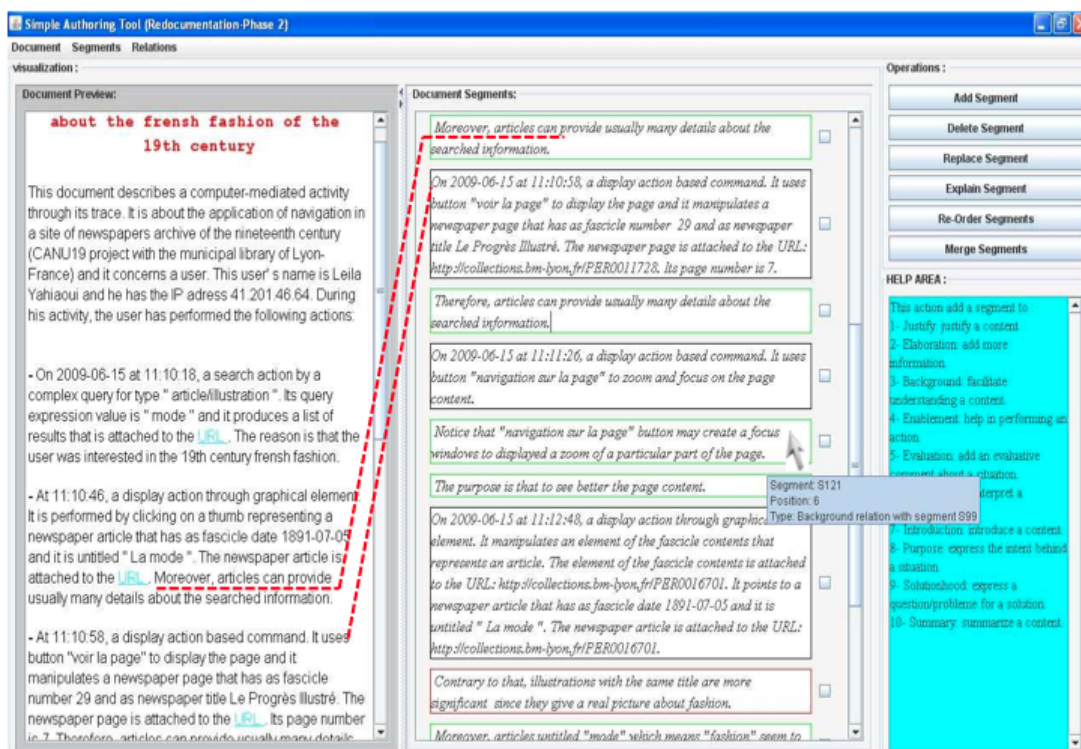 Simple Authoring Tool (Redocumentation-Phase 2)
Document Segments Relations
visualization :
Document Preview:
about the frensh fashion of the
19th century
This document describes a computer-mediated activity
through its trace. It is about the application of navigation in
a site of newspapers archive of the nineteenth century
(CANU19 project with the municipal library of Lyon-
France) and it concerns a user. This user' s name is Leila
Yahiaoui and he has the IP adress 41.201.46.64. During
his activity, the user has performed the following actions:
- On 2009-06-15 at 11:10:18, a search action by a
complex query for type " article/illustration ". Its query
expression value is " mode " and it produces a list of
results that is attached to the URL . The reason is that the
user was interested in the 19th century frensh fashion.
- At 11:10:46, a display action through graphical element.
It is performed by clicking on a thumb representing a
newspaper article that has as fascicle date 1891-07-05
and it is untitled " La mode ". The newspaper article is
attached to the URL . Moreover, articles can provide
usually many details about the searched information.
- At 11:10:58, a display action based command. It uses
button "voir la page" to display the page and it
manipulates a newspaper page that has as fascicle
number 29 and as newspaper title Le Progrès Illustré. The
newspaper page is attached to the URL . Its page number
is 7. Therefore, articles can provide usually many details
Document Segments:
Moreover, articles can provide usually many details about the
searched information.
On 2009-06-15 at 11:10:58, a display action based command. It uses
button "voir la page" to display the page and it manipulates a
newspaper page that has as fascicle number 29 and as newspaper
title Le Progrès Illustré. The newspaper page is attached to the URL:
http://collections.bm-lyon.fr/PER0011728. Its page number is 7.
Therefore, articles can provide usually many details about the
searched information.
On 2009-06-15 at 11:11:26, a display action based command. It uses
button "navigation sur la page" to zoom and focus on the page
content.
Notice that "navigation sur la page" button may create a focus
windows to displayed a zoom of a particular part of the page.
The purpose is that to see better the page content.
Segment: S121
Position: 6
Type: Background relation with segment S99
On 2009-06-15 at 11:12:48, a display action through graphic
element. It manipulates an element of the fascicle contents that
represents an article. The element of the fascicle contents is attached
to the URL: http://collections.bm-lyon.fr/PER0016701. It points to a
newspaper article that has as fascicle date 1891-07-05 and it is
untitled " La mode ". The newspaper article is attached to the URL:
http://collections.bm-lyon.fr/PER0016701.
Contrary to that, illustrations with the same title are more
significant since they give a real picture about fashion.
Moreover, articles untitled "mode" which means "fashion" seem to
Operations :
Add Segment
Delete Segment
Replace Segment
Explain Segment
Re-Order Segments
Merge Segments
HELP AREA :
This action add a segment to
1- Justify: justify a content
2- Elaboration: add more
information.
3- Background: facilitate
understanding a content.
4- Enablement: help in performing an
action.
5- Evaluation: add an evaluative
comment about a situation.
interpret a
7- Introduction: introduce a content.
8- Purpose: express the intent behind
a situation.
9- Solutionhood: express a
question/probleme for a solution.
10- Summary: summarize a content.